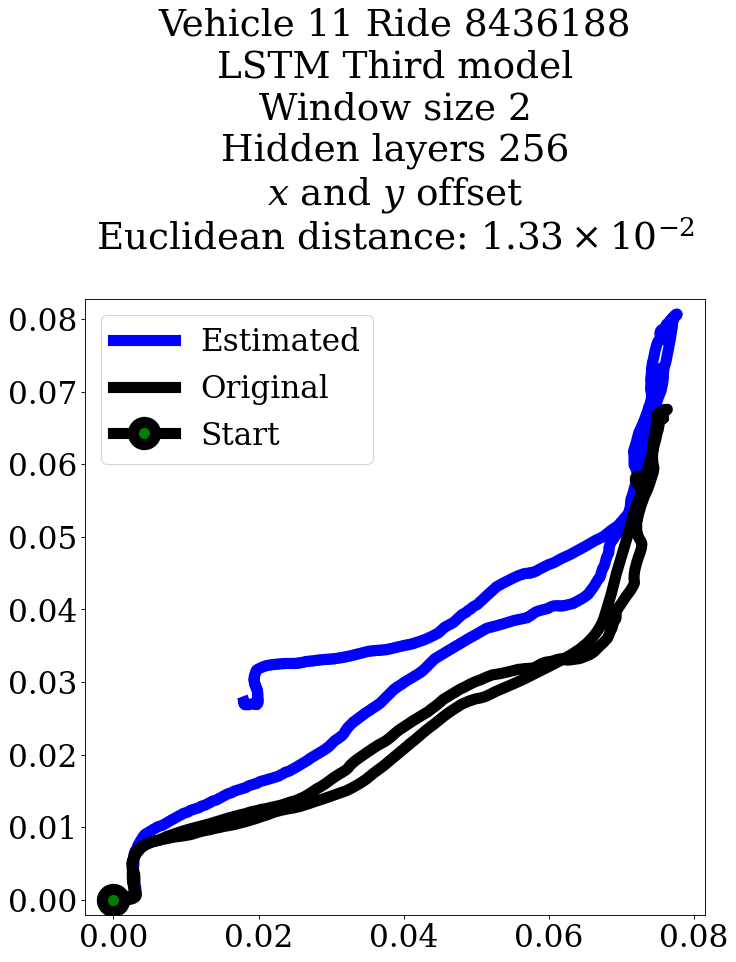 Vehicle 11 Ride 8436188
LSTM Third model
Window size 2
Hidden layers 256
x and y offset
Euclidean distance: 1.33 × 10⁻²
Estimated
Original
Start
0.08
0.07
0.06
0.05
0.04
0.03
0.02
0.01
0.00
0.00 0.02 0.04 0.06 0.08